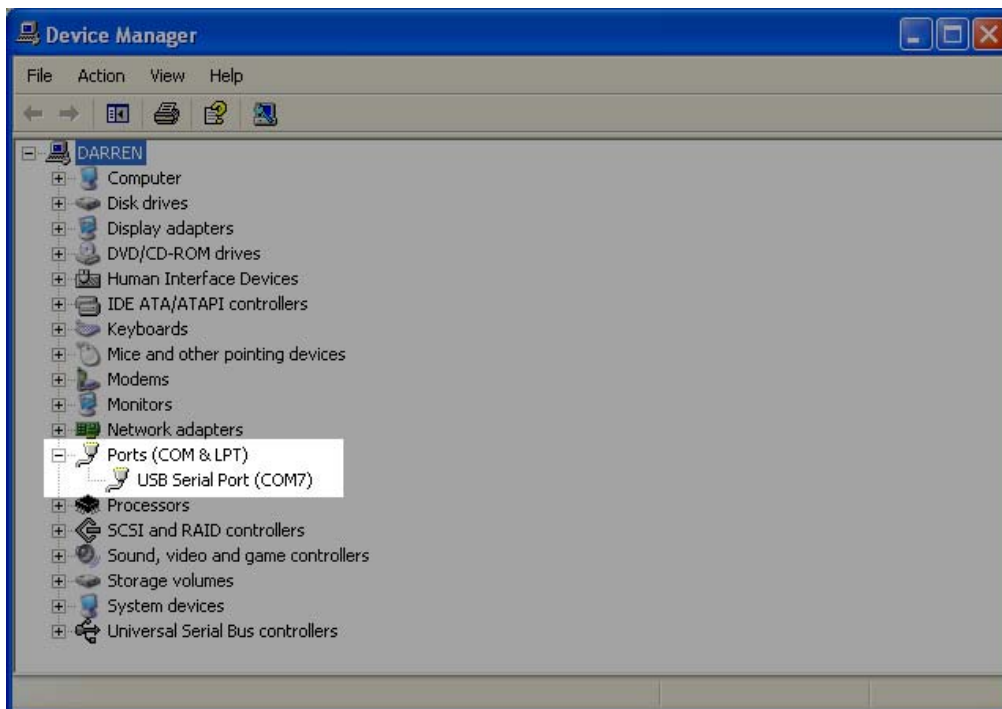 Device Manager
File Action View Help
DARREN
Computer
Disk drives
Display adapters
DVD/CD-ROM drives
Human Interface Devices
IDE ATA/ATAPI controllers
Keyboards
Mice and other pointing devices
Modems
Monitors
Network adapters
Ports (COM & LPT)
USB Serial Port (COM7)
Processors
SCSI and RAID controllers
Sound, video and game controllers
Storage volumes
System devices
Universal Serial Bus controllers